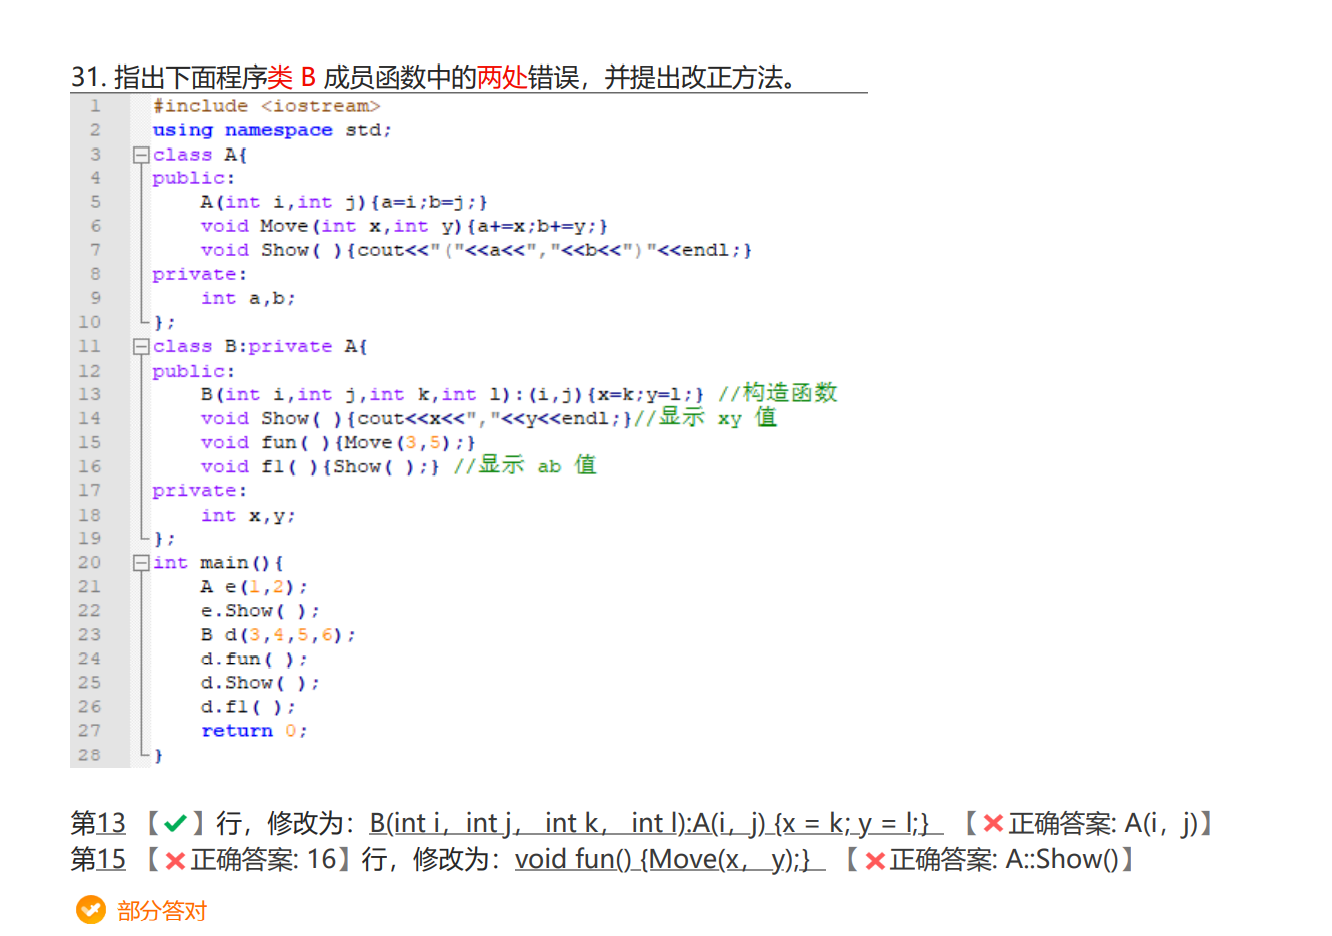 31. 指出下面程序类 B 成员函数中的两处错误，并提出改正方法。
1 #include <iostream>
2 using namespace std;
3 class A{
4 public:
5 A(int i,int j){a=i;b=j;}
6 void Move(int x,int y){a+=x;b+=y;}
7 void Show( ){cout<<"("<<a<<","<<b<<")"<<endl;}
8 private:
9 int a,b;
10 };
11 class B:private A{
12 public:
13 B(int i,int j,int k,int l):(i,j){x=k;y=l;} //构造函数
14 void Show( ){cout<<x<<","<<y<<endl;}//显示 xy 值
15 void fun( ){Move(3,5);}
16 void f1( ){Show( );} //显示 ab 值
17 private:
18 int x,y;
19 };
20 int main(){
21 A e(1,2);
22 e.Show( );
23 B d(3,4,5,6);
24 d.fun( );
25 d.Show( );
26 d.f1( );
27 return 0;
28 }
第13 【✔】行，修改为：B(int i， int j， int k， int l):A(i，j) {x = k; y = l;} 【❌正确答案: A(i，j)】
第15 【❌正确答案: 16】行，修改为：void fun() {Move(x， y);} 【❌正确答案: A::Show()】
部分答对